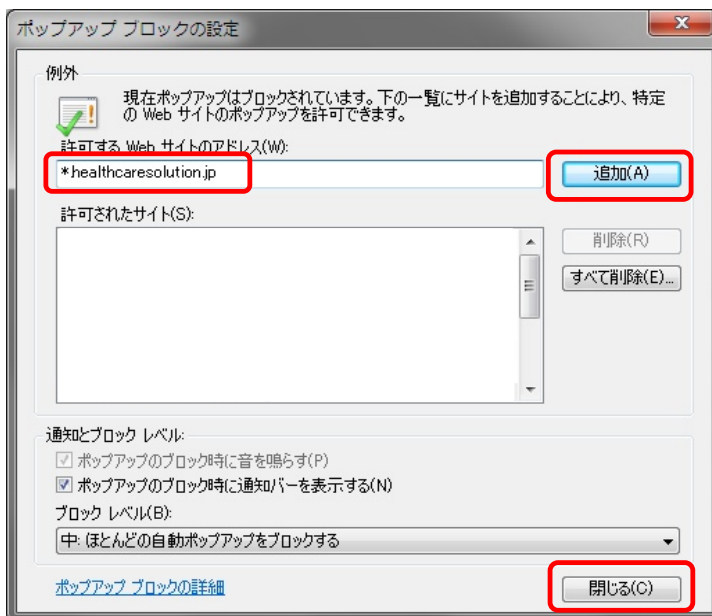 ポップアップ ブロックの設定
例外
現在ポップアップはブロックされています。下の一覧にサイトを追加することにより、特定
の Web サイトのポップアップを許可できます。
許可する Web サイトのアドレス(W):
*.healthcaresolution.jp
追加(A)
許可されたサイト(S):
削除(R)
すべて削除(E)...
通知とブロック レベル:
ポップアップのブロック時に音を鳴らす(P)
ポップアップのブロック時に通知バーを表示する(N)
ブロック レベル(B):
中: ほとんどの自動ポップアップをブロックする
ポップアップ ブロックの詳細
閉じる(C)